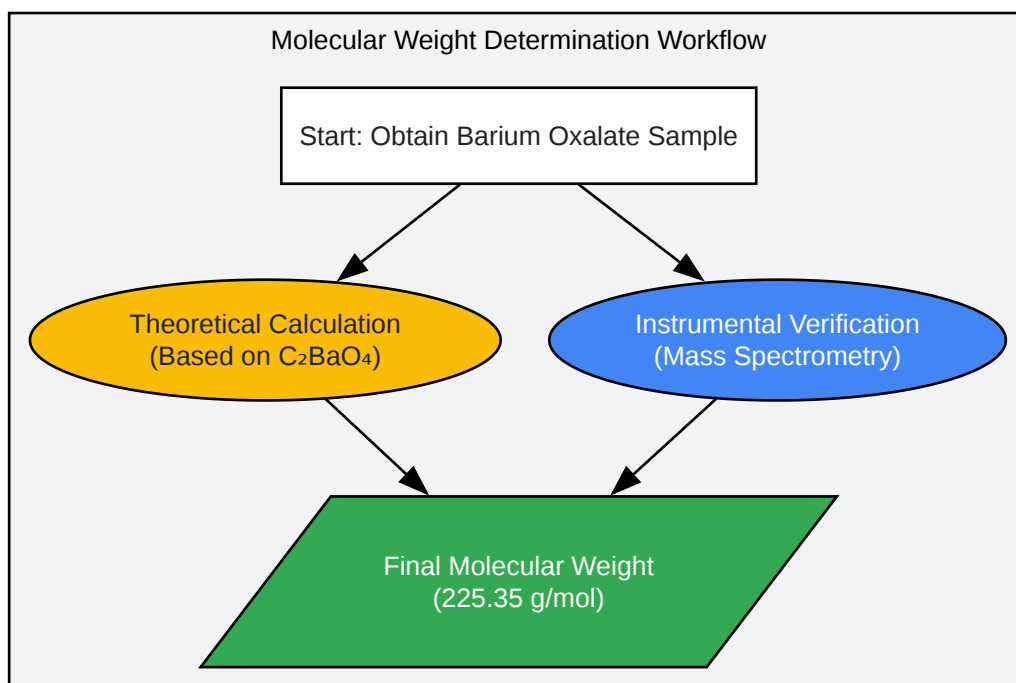 Molecular Weight Determination Workflow
Start: Obtain Barium Oxalate Sample
Theoretical Calculation
(Based on C₂BaO₄)
Instrumental Verification
(Mass Spectrometry)
Final Molecular Weight
(225.35 g/mol)